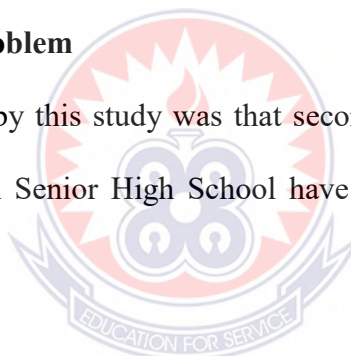 oblem
by this study was that secon
Senior High School have
EDUCATION FOR SERVICE